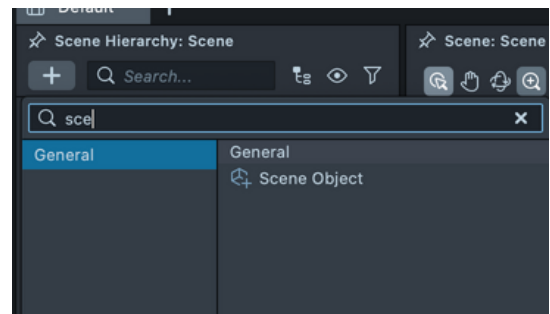 Default
Scene Hierarchy: Scene
Scene: Scene
Search...
sce
General
General
Scene Object